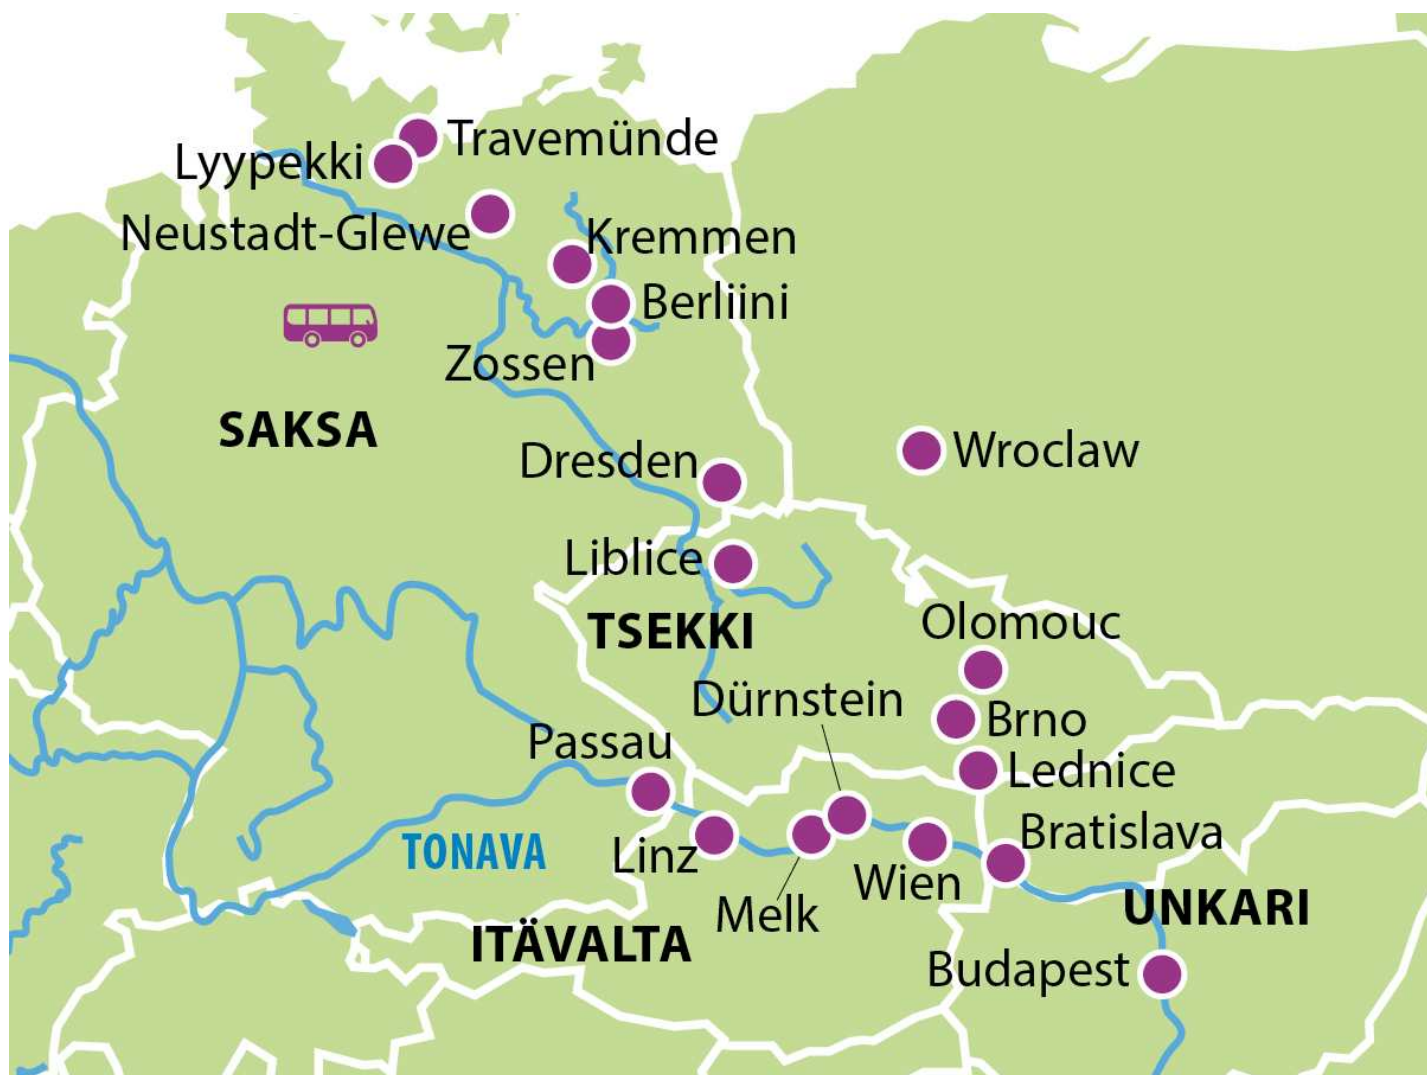 Travemünde
Lyypekki
Neustadt-Glewe
Kremmen
Berliini
Zossen
SAKSA
Dresden
Wroclaw
Liblice
TSEKKI
Olomouc
Dürnstein
Brno
Passau
Lednice
TONAVA
Linz
Bratislava
Wien
Melk
UNKARI
ITÄVALTA
Budapest